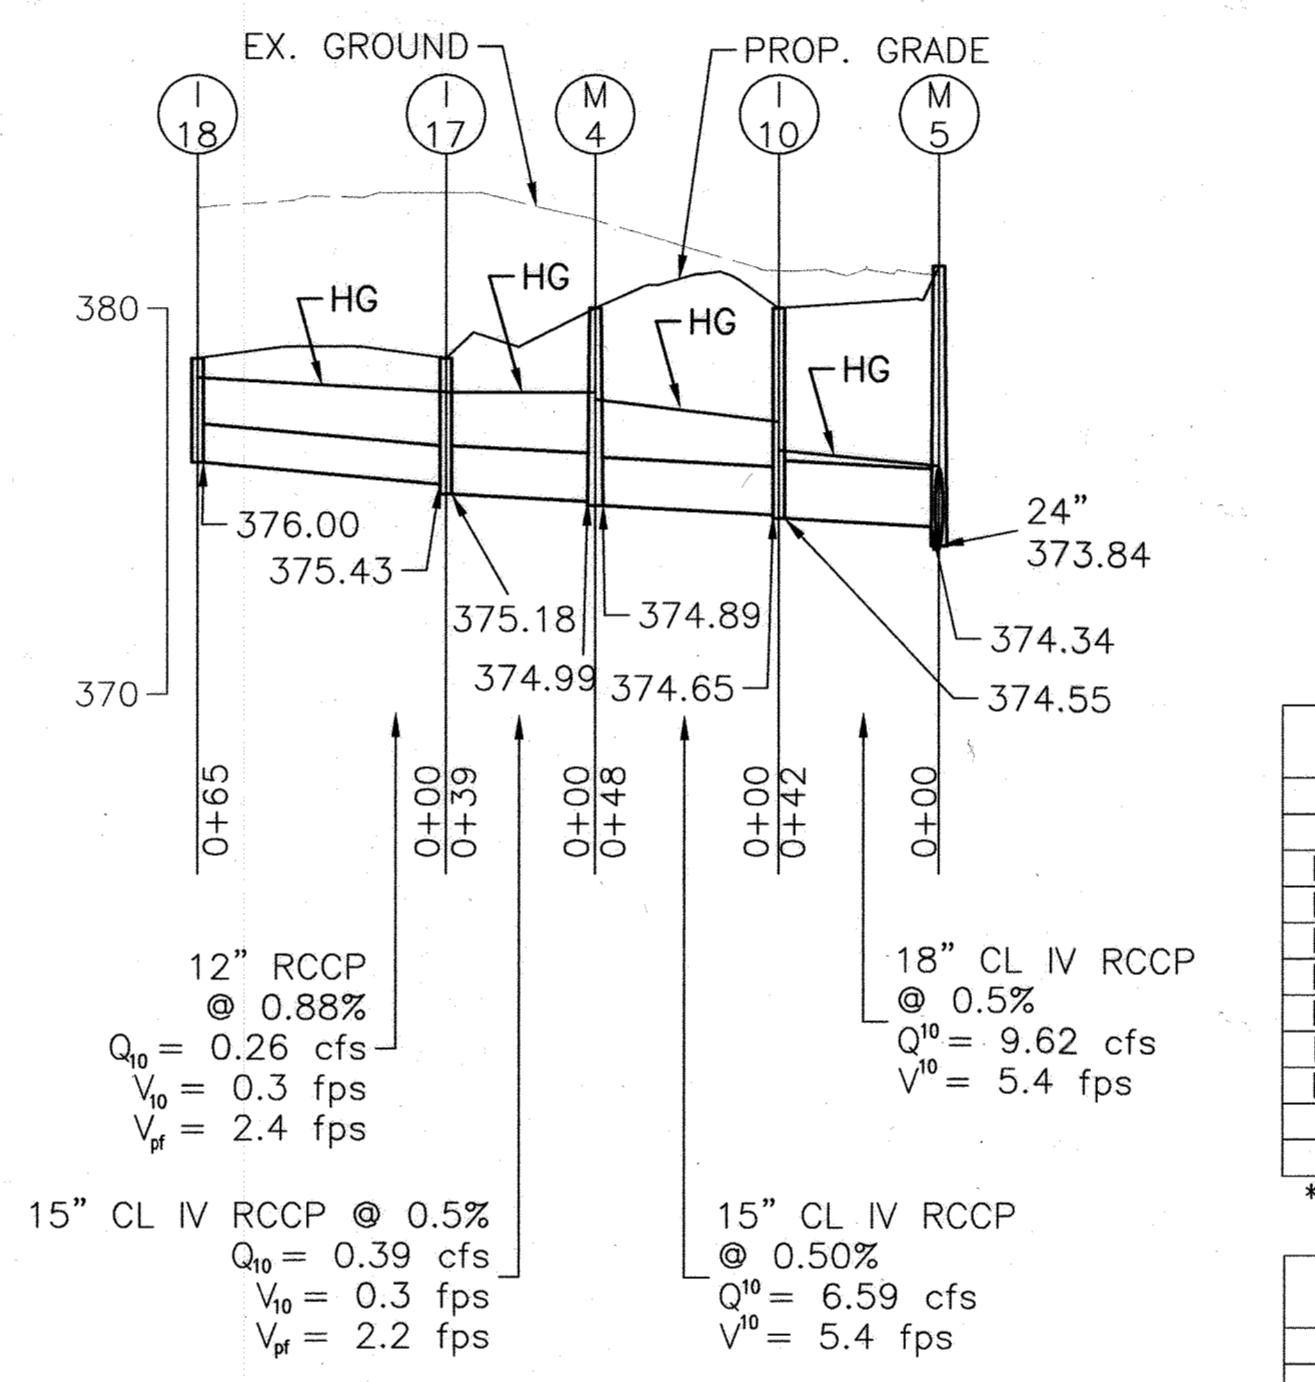 EX. GROUND
PROP. GRADE
I
18
I
17
M
4
I
10
M
5
HG
HG
HG
HG
380
370
376.00
375.43
375.18
374.99
374.89
374.65
24”
373.84
374.34
374.55
0+65
0+00
0+39
0+00
0+48
0+00
0+42
0+00
12” RCCP
@ 0.88%
Q10 = 0.26 cfs
V10 = 0.3 fps
Vpf = 2.4 fps
18” CL IV RCCP
@ 0.5%
Q10 = 9.62 cfs
V10 = 5.4 fps
15” CL IV RCCP @ 0.5%
Q10 = 0.39 cfs
V10 = 0.3 fps
Vpf = 2.2 fps
15” CL IV RCCP
@ 0.50%
Q10 = 6.59 cfs
V10 = 5.4 fps
*